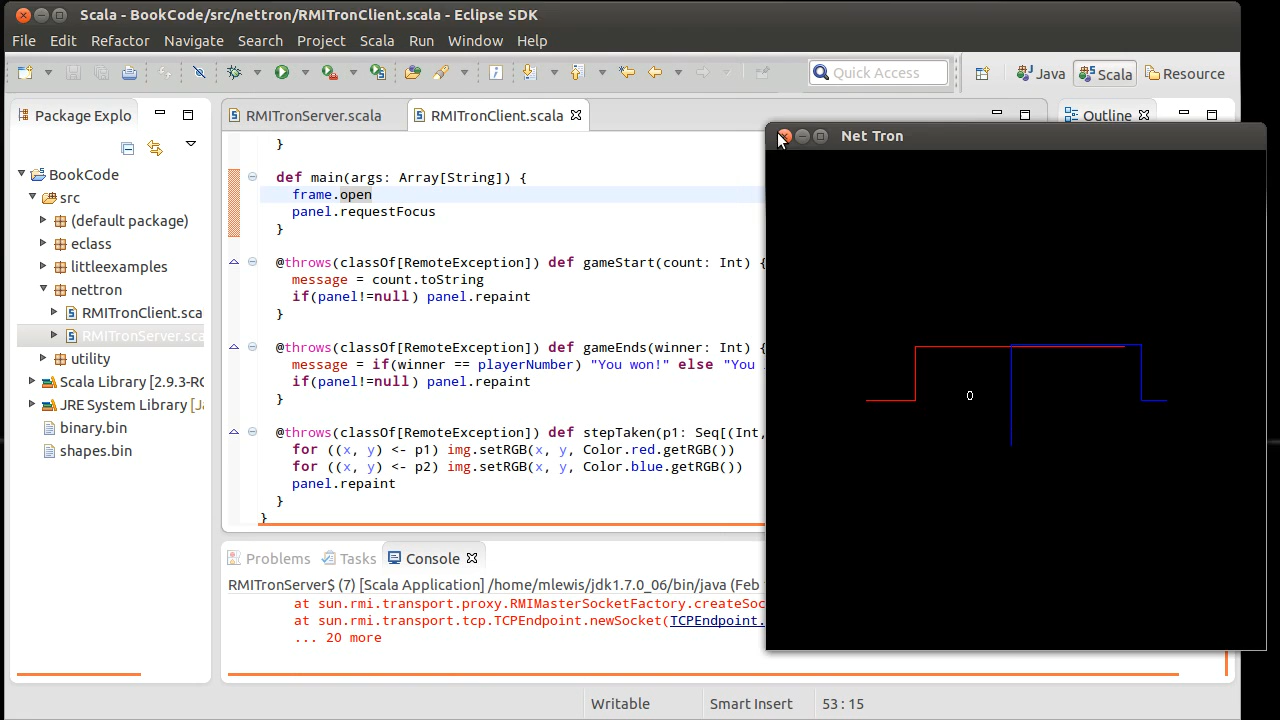 Scala - BookCode/src/nettron/RMITronClient.scala - Eclipse SDK
File Edit Refactor Navigate Search Project Scala Run Window Help
Quick Access Java Scala Resource
Package Explo
BookCode
src
(default package)
eclass
littleexamples
nettron
RMITronClient.sca
RMITronServer.sca
utility
Scala Library [2.9.3-RC
JRE System Library [Ja
binary.bin
shapes.bin
RMITronServer.scala RMITronClient.scala
}
def main(args: Array[String]) {
frame.open
panel.requestFocus
}
@throws(classOf[RemoteException]) def gameStart(count: Int) {
message = count.toString
if(panel!=null) panel.repaint
}
@throws(classOf[RemoteException]) def gameEnds(winner: Int) {
message = if(winner == playerNumber) "You won!" else "You
if(panel!=null) panel.repaint
}
@throws(classOf[RemoteException]) def stepTaken(p1: Seq[(Int,
for ((x, y) <- p1) img.setRGB(x, y, Color.red.getRGB())
for ((x, y) <- p2) img.setRGB(x, y, Color.blue.getRGB())
panel.repaint
}
}
Outline
Net Tron
0
Problems Tasks Console
RMITronServer$ (7) [Scala Application] /home/mlewis/jdk1.7.0_06/bin/java (Feb
at sun.rmi.transport.proxy.RMIMasterSocketFactory.createSoc
at sun.rmi.transport.tcp.TCPEndpoint.newSocket(TCPEndpoint.
... 20 more
Writable Smart Insert 53 : 15